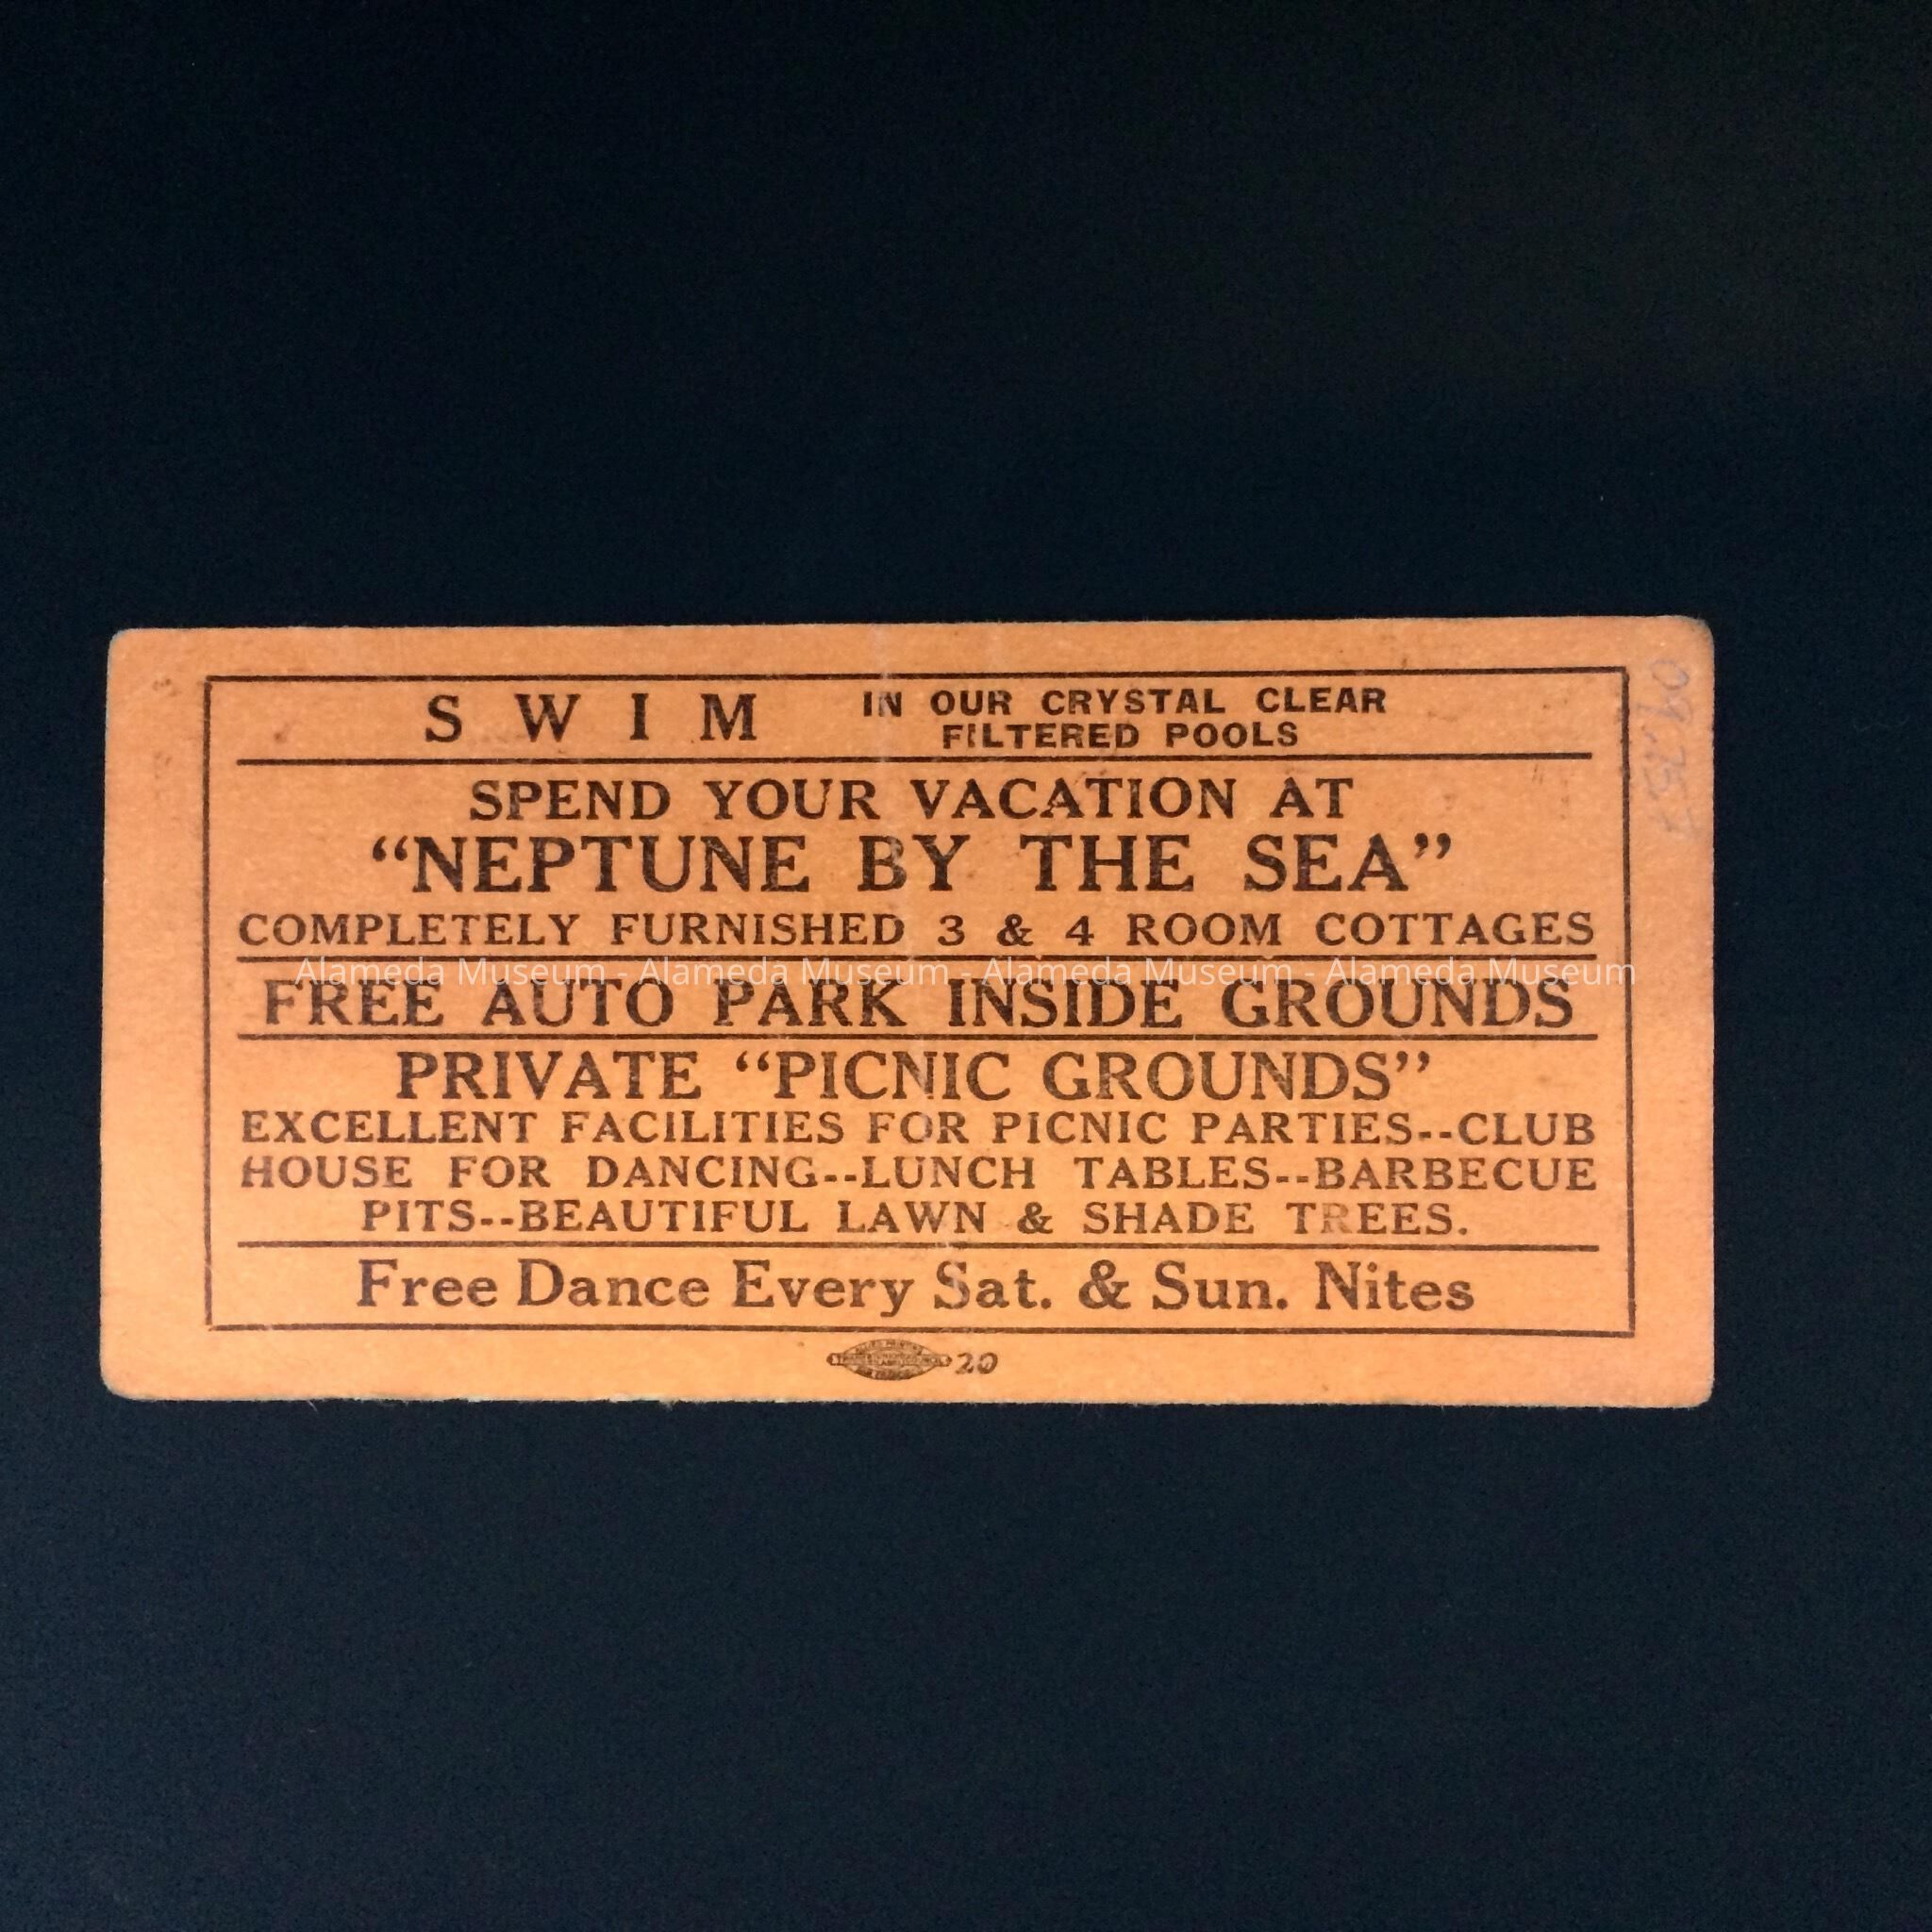 S W I M IN OUR CRYSTAL CLEAR
FILTERED POOLS
SPEND YOUR VACATION AT
“NEPTUNE BY THE SEA”
COMPLETELY FURNISHED 3 & 4 ROOM COTTAGES
Alameda Museum - Alameda Museum - Alameda Museum - Alameda Museum
FREE AUTO PARK INSIDE GROUNDS
PRIVATE “PICNIC GROUNDS”
EXCELLENT FACILITIES FOR PICNIC PARTIES--CLUB
HOUSE FOR DANCING--LUNCH TABLES--BARBECUE
PITS--BEAUTIFUL LAWN & SHADE TREES.
Free Dance Every Sat. & Sun. Nites
20